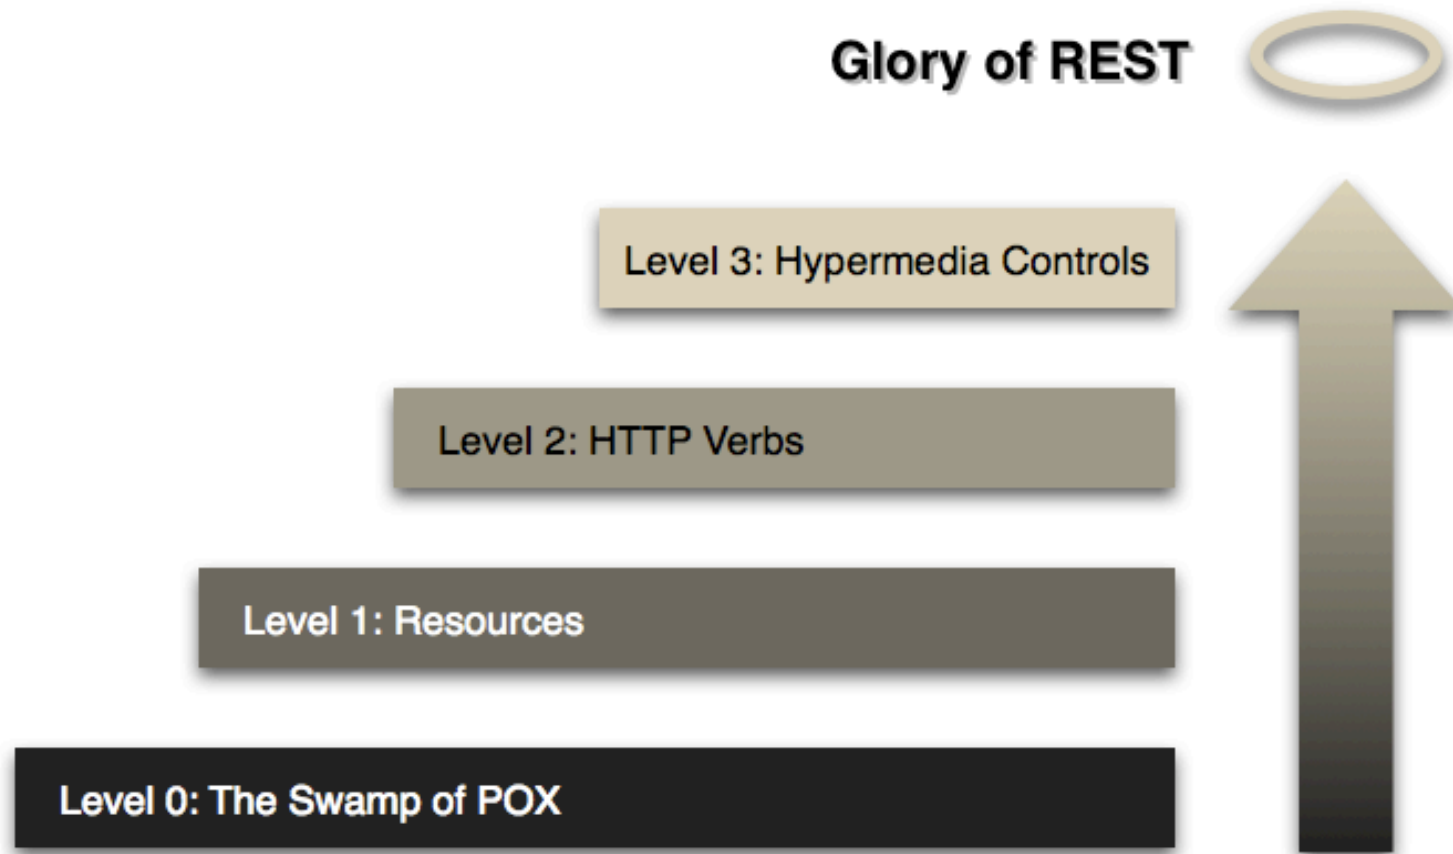 Glory of REST
Level 3: Hypermedia Controls
Level 2: HTTP Verbs
Level 1: Resources
Level 0: The Swamp of POX